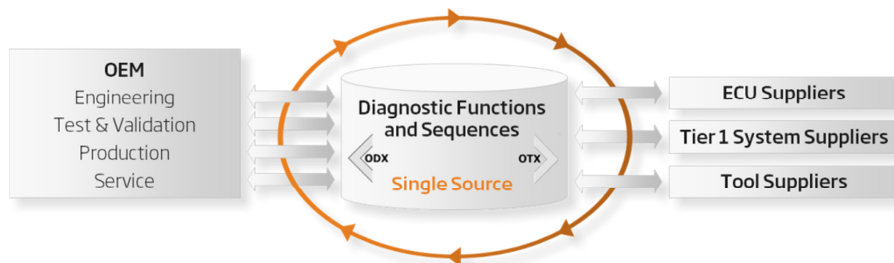 OEM
Engineering
Test & Validation
Production
Service
Diagnostic Functions
and Sequences
ODX
OTX
Single Source
ECU Suppliers
Tier 1 System Suppliers
Tool Suppliers